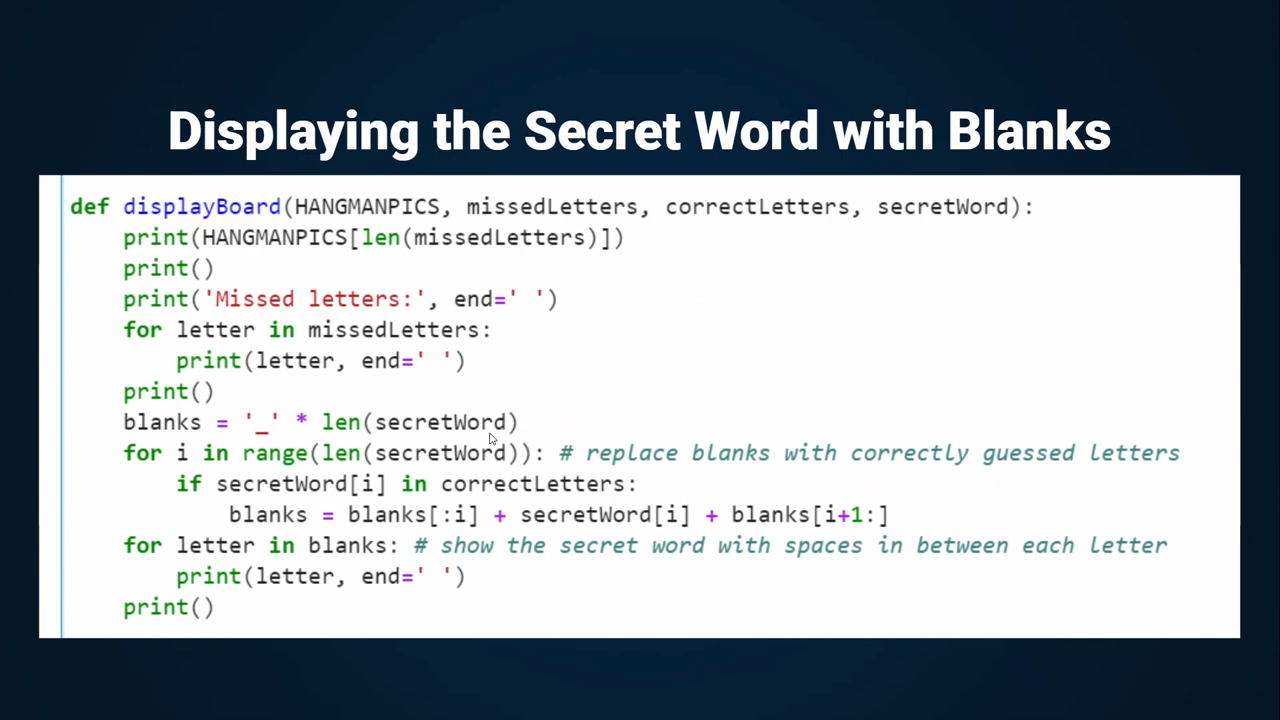 Displaying the Secret Word with Blanks
def displayBoard(HANGMANPICS, missedLetters, correctLetters, secretWord):
    print(HANGMANPICS[len(missedLetters)])
    print()
    print('Missed letters:', end=' ')
    for letter in missedLetters:
        print(letter, end=' ')
    print()
    blanks = '_' * len(secretWord)
    for i in range(len(secretWord)): # replace blanks with correctly guessed letters
        if secretWord[i] in correctLetters:
            blanks = blanks[:i] + secretWord[i] + blanks[i+1:]
    for letter in blanks: # show the secret word with spaces in between each letter
        print(letter, end=' ')
    print()